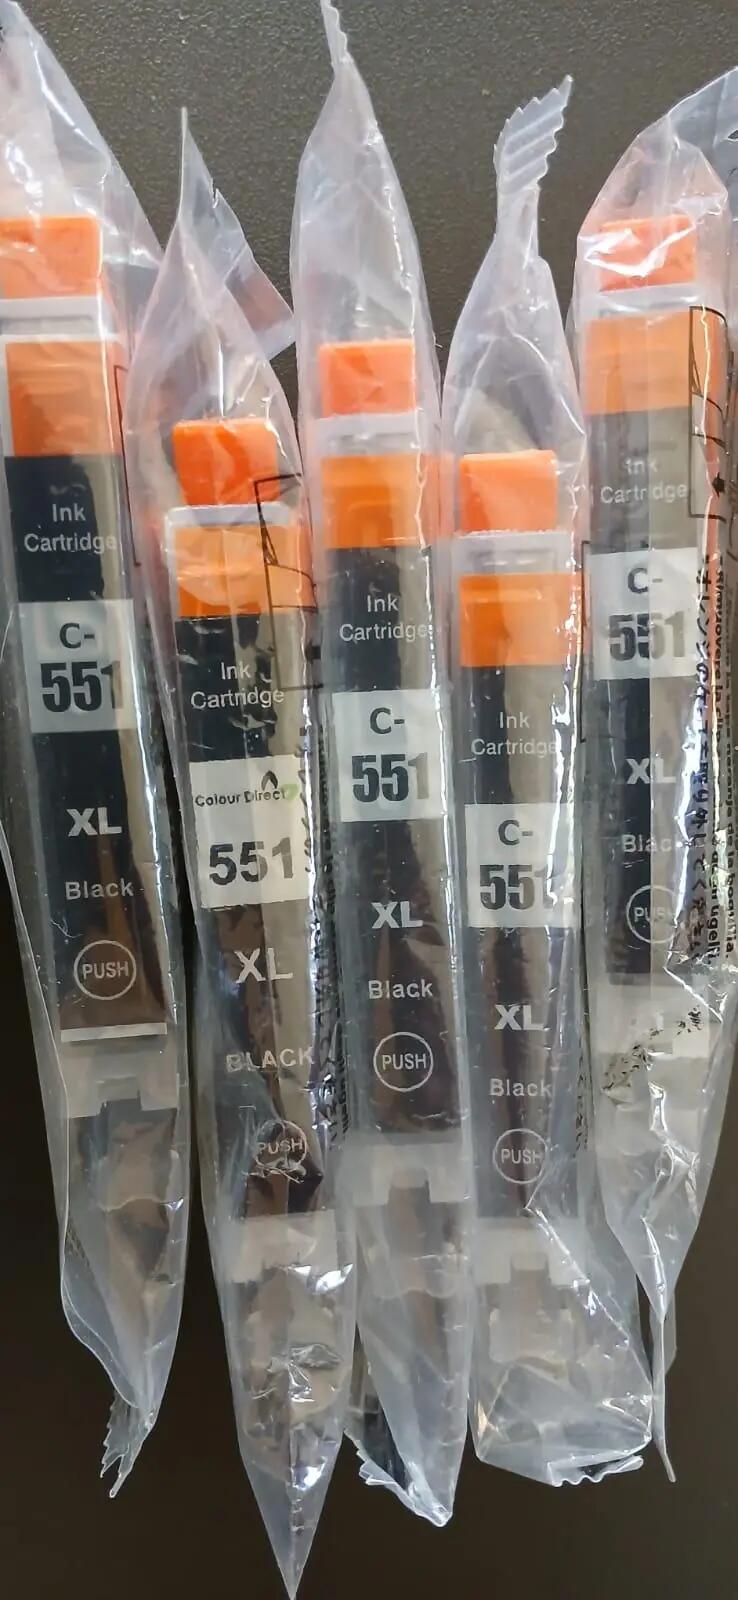 Ink
Cartridge
C-
551
XL
Black
PUSH
Ink
Cartridge
Colour Direct
551
XL
BLACK
PUSH
Ink
Cartridge
C-
551
XL
Black
PUSH
Ink
Cartridge
C-
551
XL
Black
PUSH
Ink
Cartridge
C-
551
XL
Black
PUSH